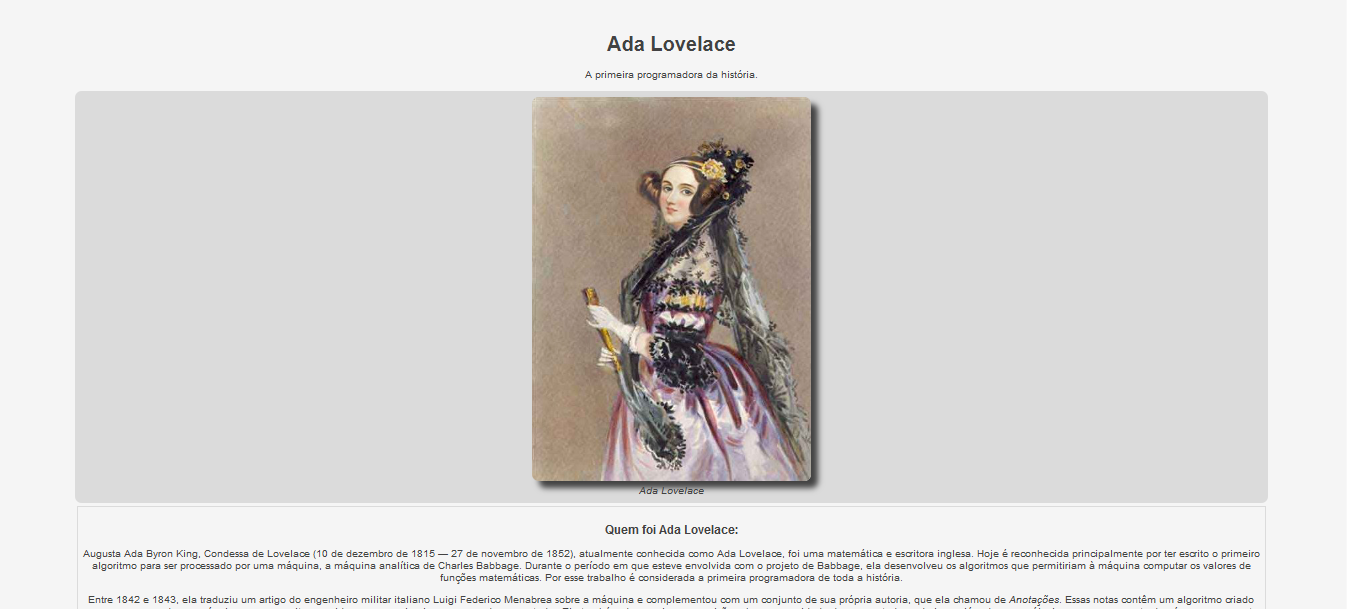 Ada Lovelace
A primeira programadora da história.
Ada Lovelace
Quem foi Ada Lovelace:
Augusta Ada Byron King, Condessa de Lovelace (10 de dezembro de 1815 — 27 de novembro de 1852), atualmente conhecida como Ada Lovelace, foi uma matemática e escritora inglesa. Hoje é reconhecida principalmente por ter escrito o primeiro
algoritmo para ser processado por uma máquina, a máquina analítica de Charles Babbage. Durante o período em que esteve envolvida com o projeto de Babbage, ela desenvolveu os algoritmos que permitiriam à máquina computar os valores de
funções matemáticas. Por esse trabalho é considerada a primeira programadora de toda a história.
Entre 1842 e 1843, ela traduziu um artigo do engenheiro militar italiano Luigi Federico Menabrea sobre a máquina e complementou com um conjunto de sua própria autoria, que ela chamou de Anotações. Essas notas contêm um algoritmo criado